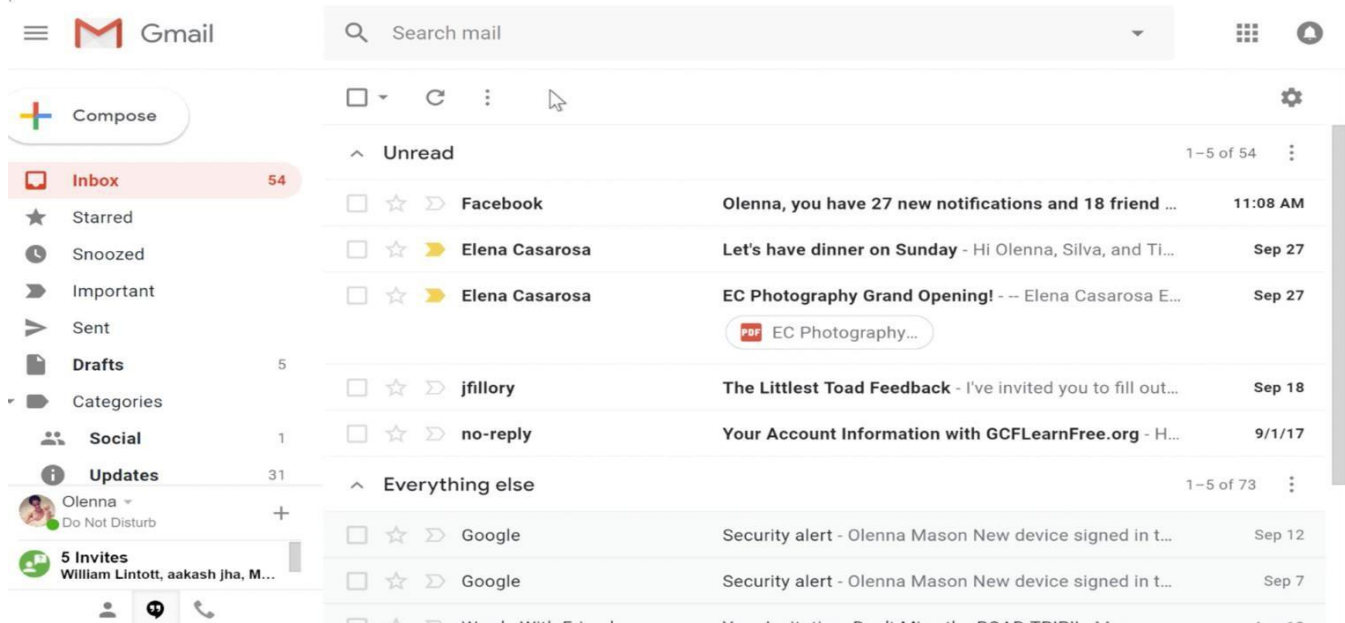 Gmail
Search mail
Compose
Inbox 54
Starred
Snoozed
Important
Sent
Drafts 5
Categories
Social 1
Updates 31
Olenna
Do Not Disturb
5 Invites
William Lintott, aakash jha, M...
Unread 1–5 of 54
Facebook Olenna, you have 27 new notifications and 18 friend ... 11:08 AM
Elena Casarosa Let's have dinner on Sunday - Hi Olenna, Silva, and Ti... Sep 27
Elena Casarosa EC Photography Grand Opening! - -- Elena Casarosa E... Sep 27
PDF EC Photography...
jfillory The Littlest Toad Feedback - I've invited you to fill out... Sep 18
no-reply Your Account Information with GCFLearnFree.org - H... 9/1/17
Everything else 1–5 of 73
Google Security alert - Olenna Mason New device signed in t... Sep 12
Google Security alert - Olenna Mason New device signed in t... Sep 7